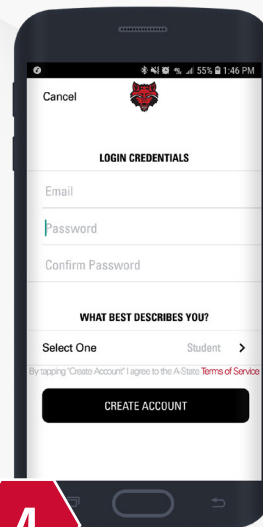 55% 1:46 PM
Cancel
LOGIN CREDENTIALS
Email
Password
Confirm Password
WHAT BEST DESCRIBES YOU?
Select One Student
By tapping "Create Account" I agree to the A-State Terms of Service
CREATE ACCOUNT
4